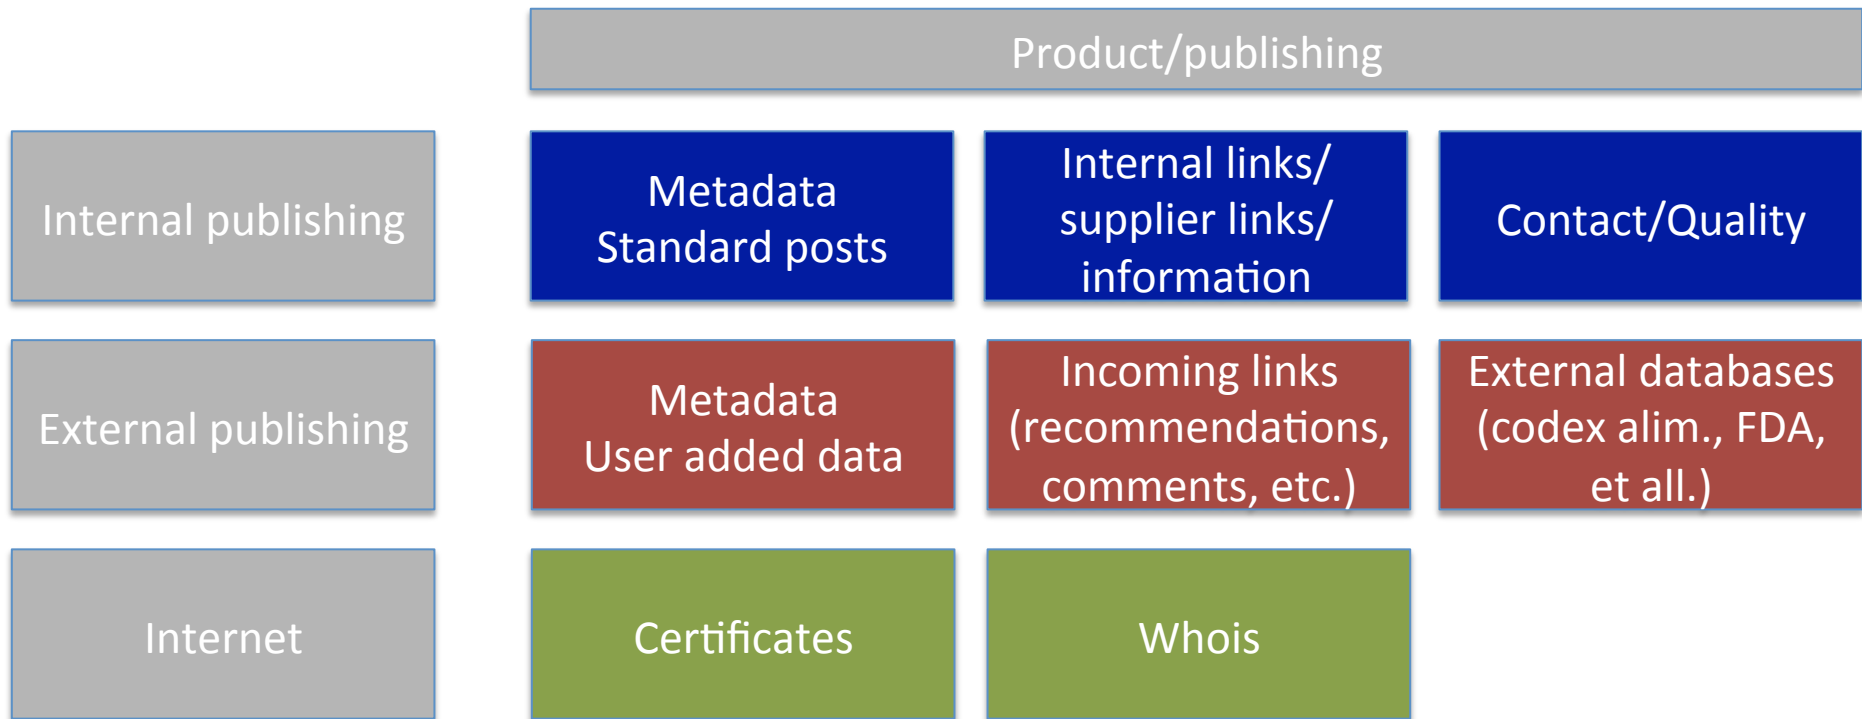 Product/publishing
Internal publishing
Metadata
Standard posts
Internal links/
supplier links/
information
Contact/Quality
External publishing
Metadata
User added data
Incoming links
(recommendations,
comments, etc.)
External databases
(codex alim., FDA,
et all.)
Internet
Certificates
Whois